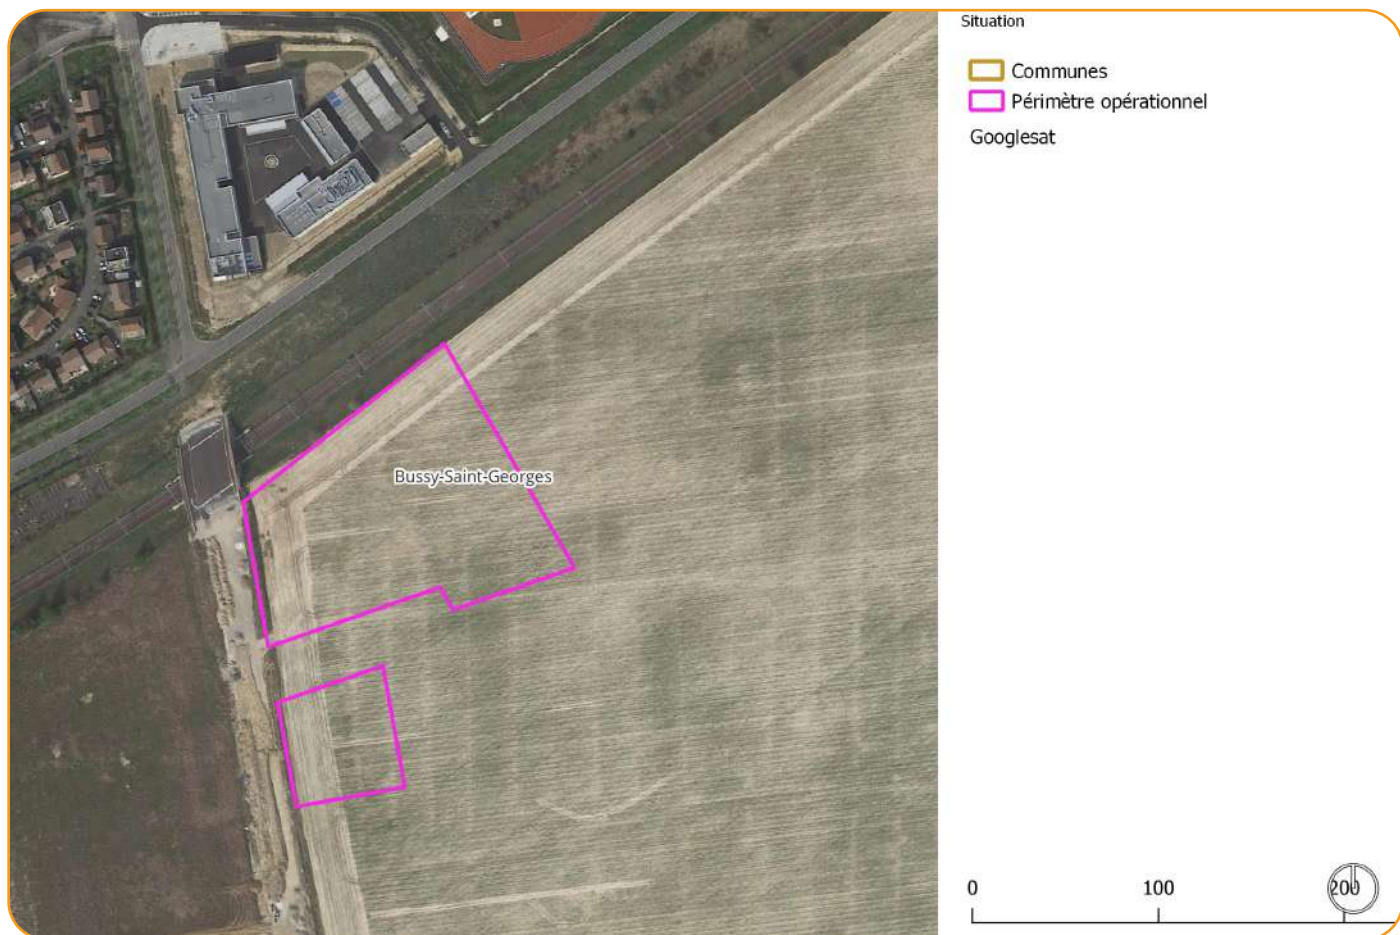 Situation
Communes
Périmètre opérationnel
Googlesat
Bussy-Saint-Georges
0 100 200